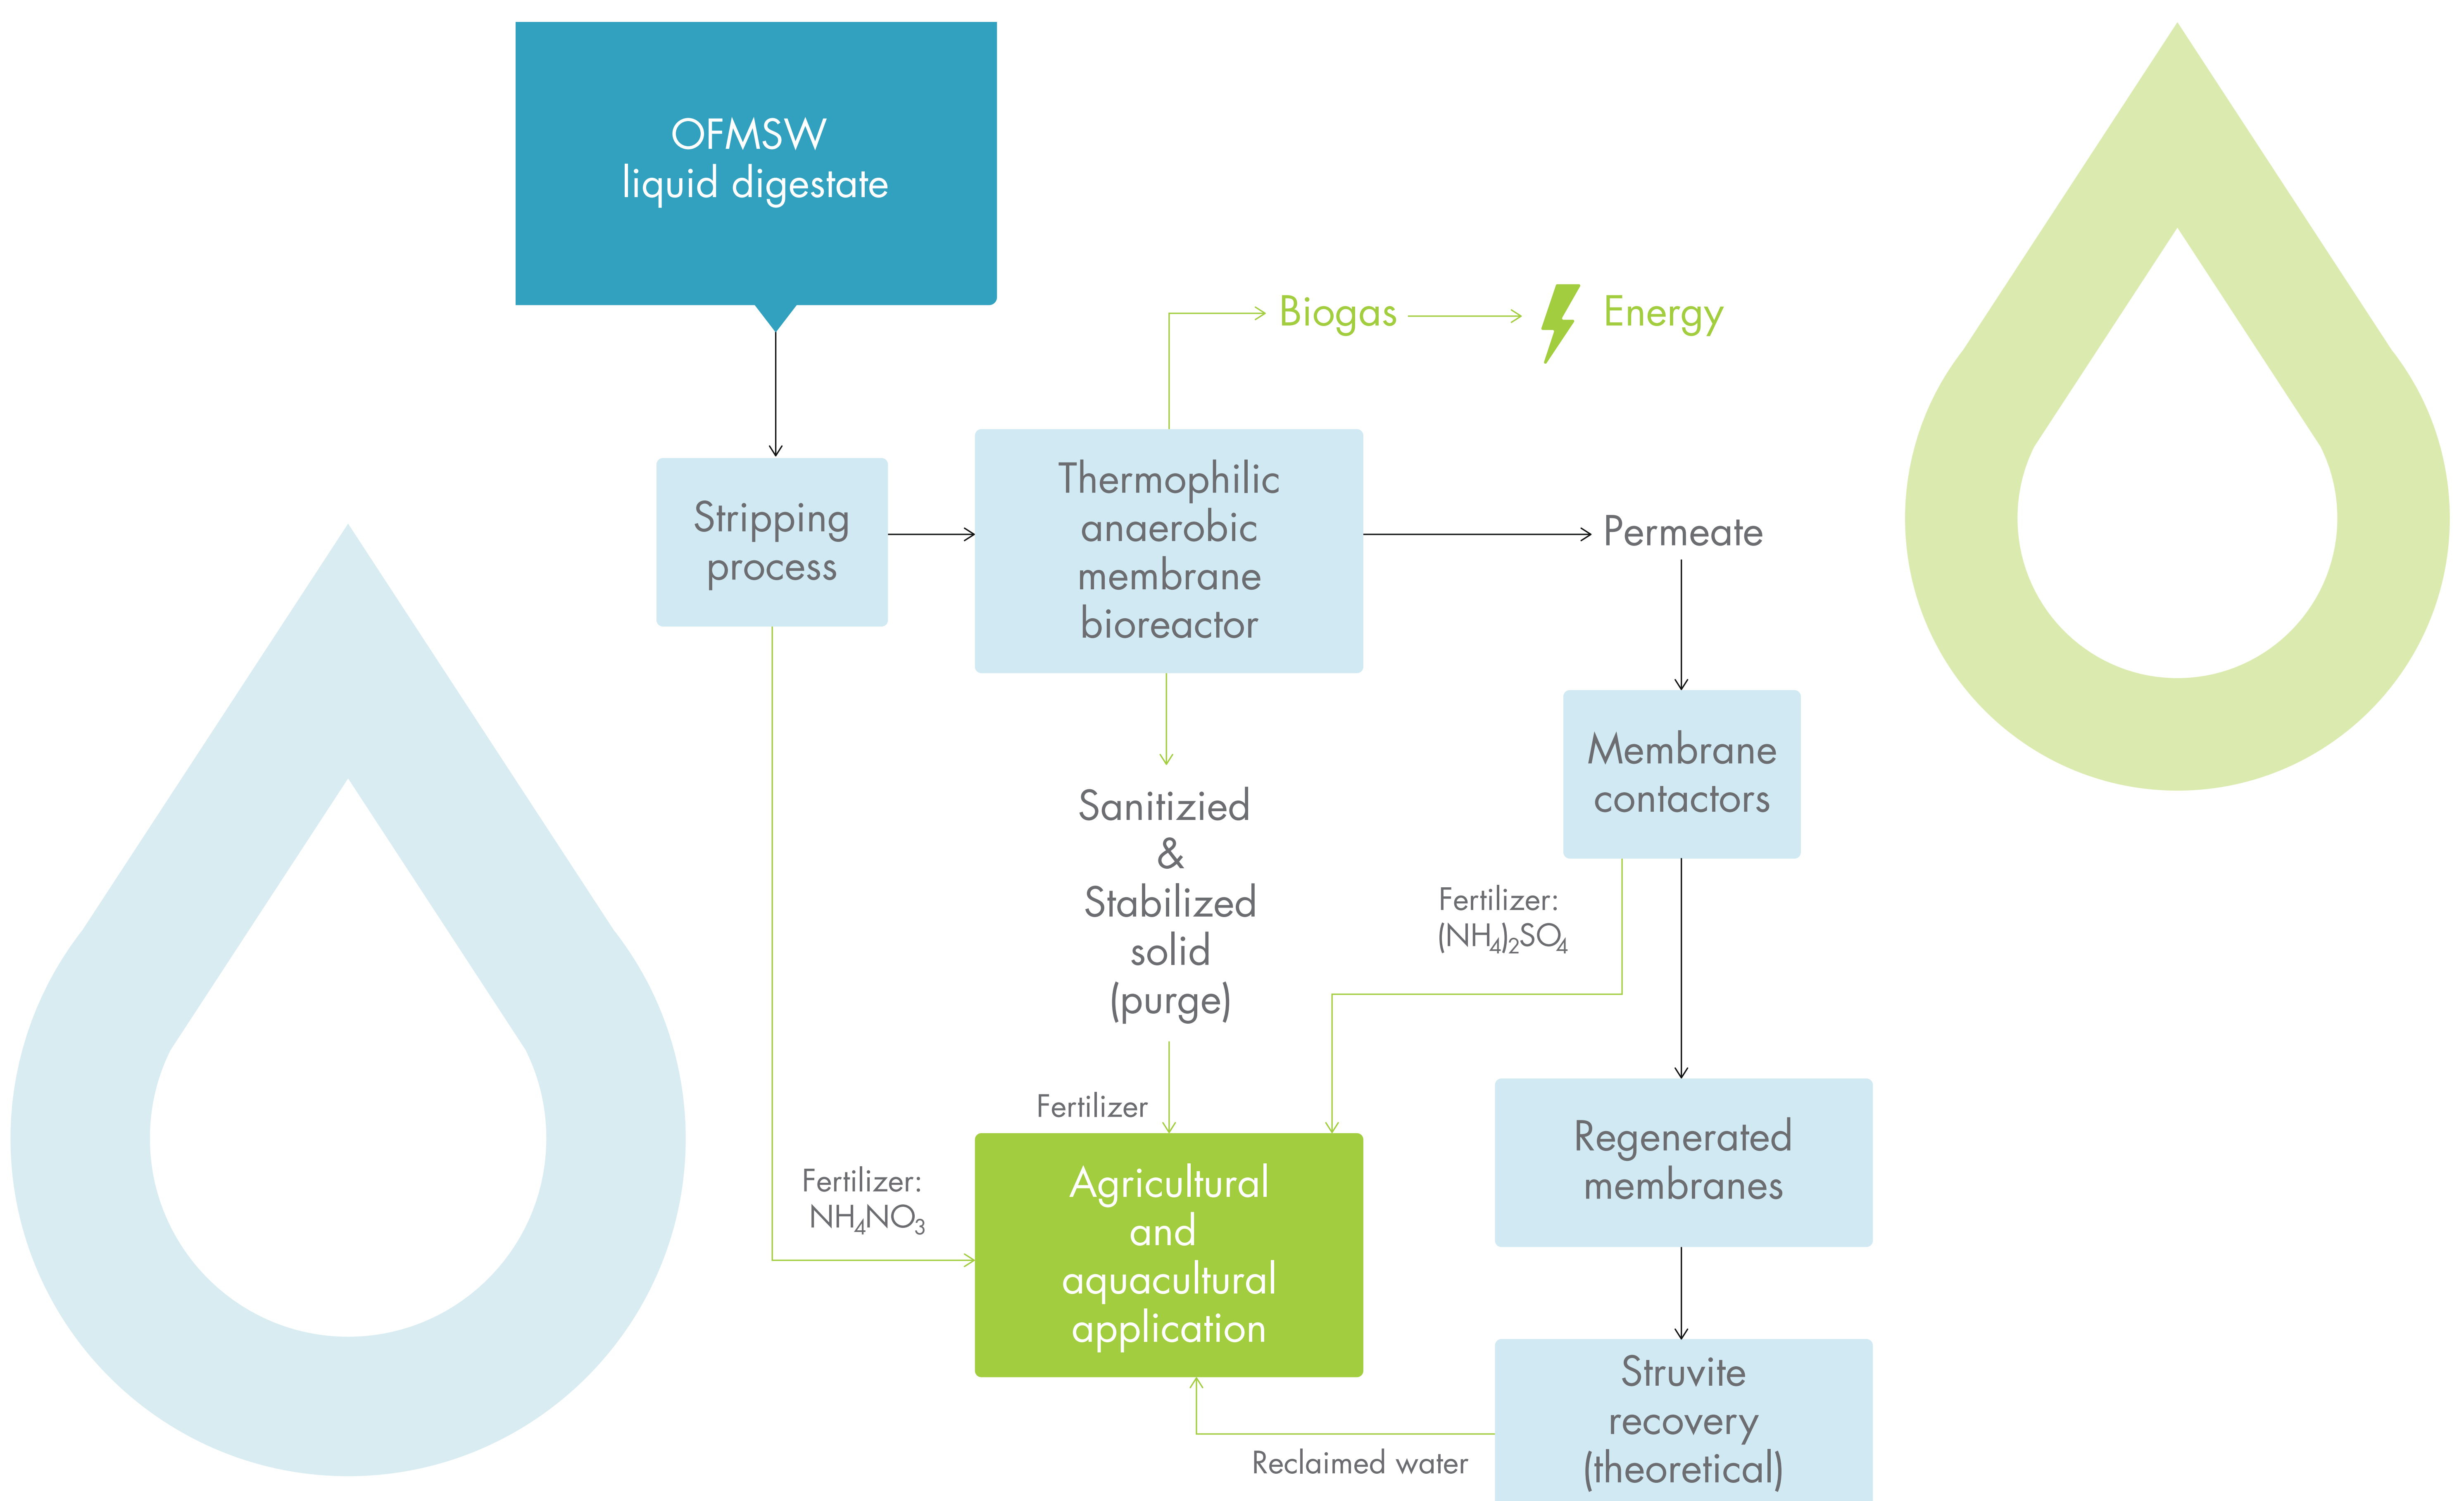 OFMSW
liquid digestate
Biogas
Energy
Stripping
process
Thermophilic
anaerobic
membrane
bioreactor
Permeate
Membrane
contactors
Sanitizied
&
Stabilized
solid
(purge)
Fertilizer:
(NH4)2SO4
Fertilizer
Fertilizer:
NH4NO3
Agricultural
and
aquacultural
application
Regenerated
membranes
Struvite
recovery
(theoretical)
Reclaimed water